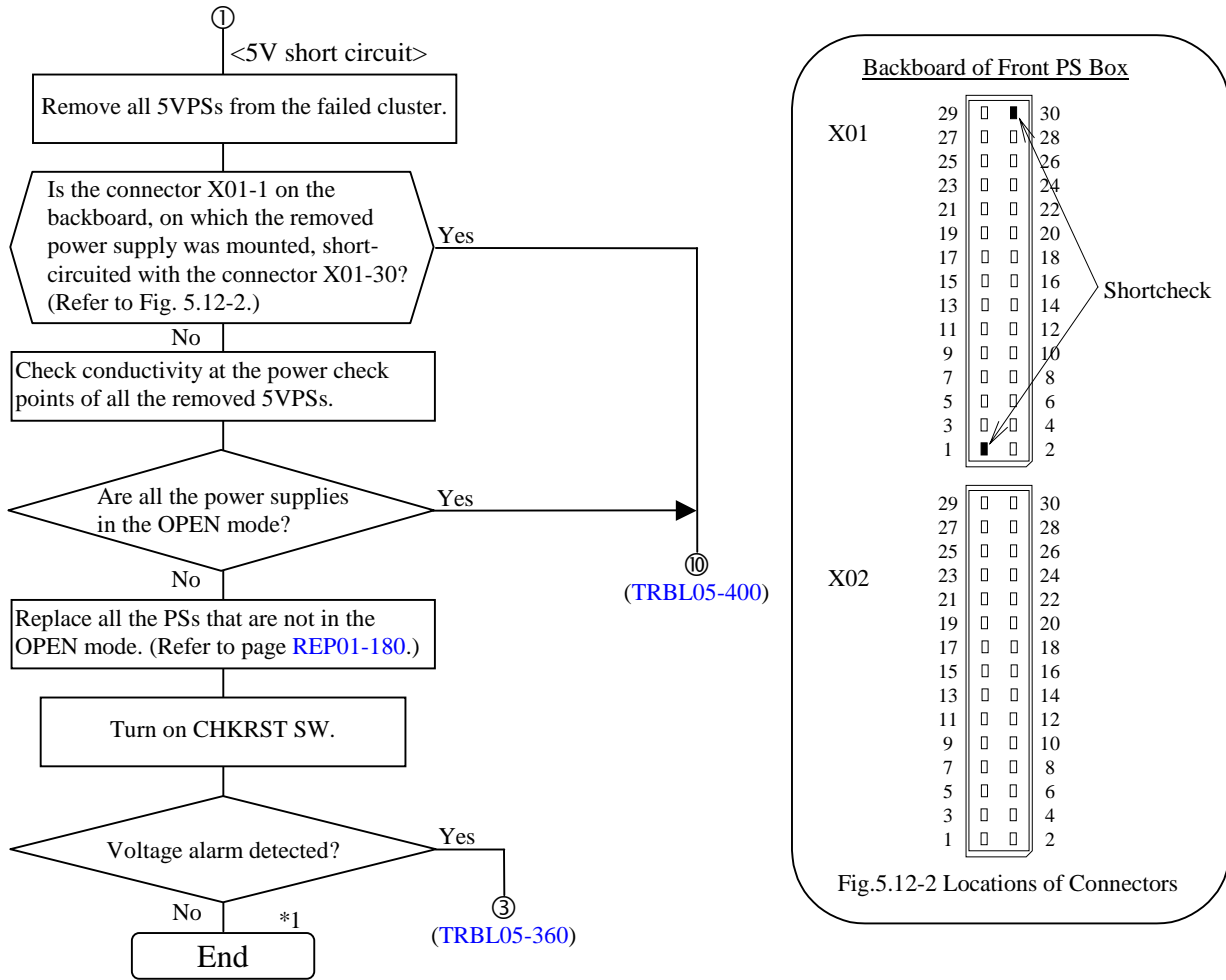 ①
<5V short circuit>
Remove all 5VPSs from the failed cluster.
Is the connector X01-1 on the
backboard, on which the removed
power supply was mounted, short-
circuited with the connector X01-30?
(Refer to Fig. 5.12-2.)
Yes
No
Check conductivity at the power check
points of all the removed 5VPSs.
Are all the power supplies
in the OPEN mode?
Yes
⑩
(TRBL05-400)
No
Replace all the PSs that are not in the
OPEN mode. (Refer to page REP01-180.)
Turn on CHKRST SW.
Voltage alarm detected?
Yes
③
(TRBL05-360)
No
*1
End
Backboard of Front PS Box
X01
29 30
27 28
25 26
23 24
21 22
19 20
17 18
15 16
13 14
11 12
9 10
7 8
5 6
3 4
1 2
Shortcheck
X02
29 30
27 28
25 26
23 24
21 22
19 20
17 18
15 16
13 14
11 12
9 10
7 8
5 6
3 4
1 2
Fig.5.12-2 Locations of Connectors